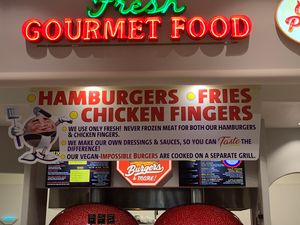 Fresh
GOURMET FOOD
HAMBURGERS • FRIES
CHICKEN FINGERS
WE USE ONLY FRESH! NEVER FROZEN MEAT FOR BOTH OUR HAMBURGERS
& CHICKEN FINGERS.
WE MAKE OUR OWN DRESSINGS & SAUCES, SO YOU CAN Taste THE
DIFFERENCE!
OUR VEGAN-IMPOSSIBLE BURGERS ARE COOKED ON A SEPARATE GRILL.
Burgers
& MORE!